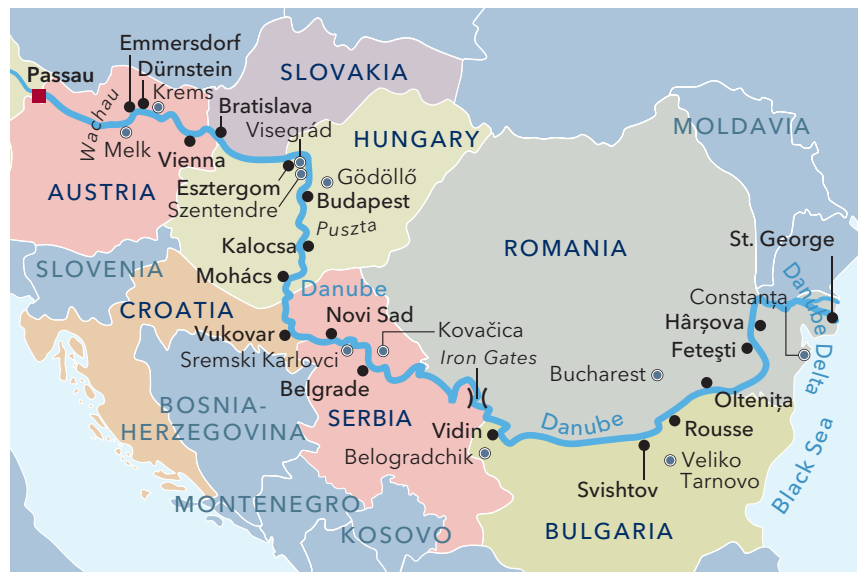 Emmersdorf
Dürnstein
Passau
Krems
SLOVAKIA
Wachau
Bratislava
MOLDAVIA
Melk
Visegrád
HUNGARY
Vienna
Esztergom
Gödöllő
AUSTRIA
Szentendre
Budapest
Puszta
Kalocsa
ROMANIA
St. George
SLOVENIA
Mohács
Danube
Constanța
Danube Delta
CROATIA
Novi Sad
Hârșova
Vukovar
Kovačica
Sremski Karlovci
Iron Gates
Feteşti
Belgrade
Bucharest
BOSNIA-
HERZEGOVINA
Oltenița
SERBIA
Danube
Vidin
Rousse
Belogradchik
Black Sea
Veliko
Tarnovo
Svishtov
MONTENEGRO
KOSOVO
BULGARIA